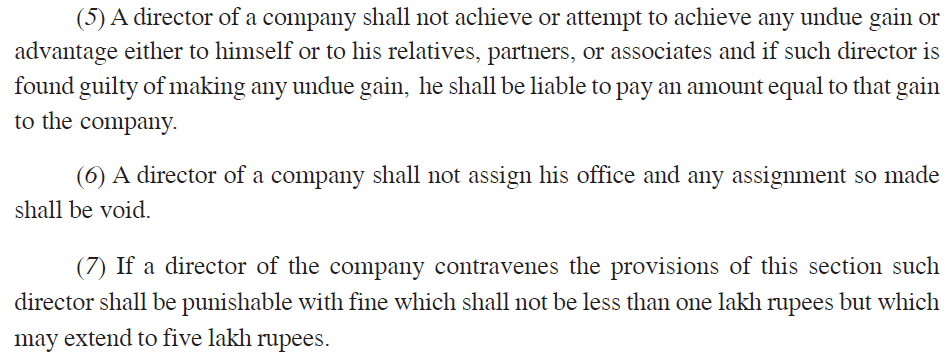 (5) A director of a company shall not achieve or attempt to achieve any undue gain or
advantage either to himself or to his relatives, partners, or associates and if such director is
found guilty of making any undue gain, he shall be liable to pay an amount equal to that gain
to the company.
(6) A director of a company shall not assign his office and any assignment so made
shall be void.
(7) If a director of the company contravenes the provisions of this section such
director shall be punishable with fine which shall not be less than one lakh rupees but which
may extend to five lakh rupees.